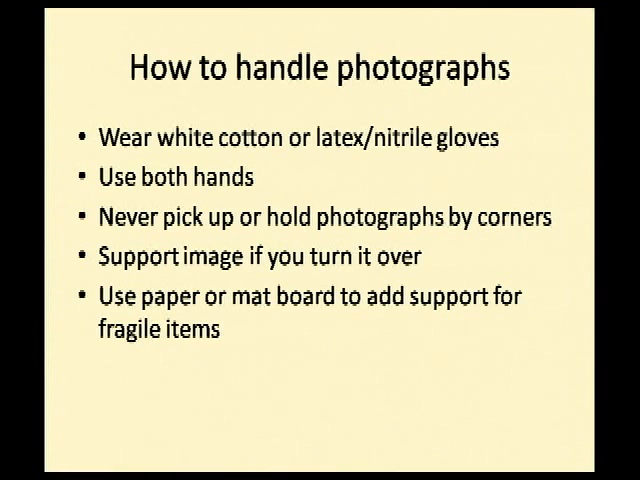 How to handle photographs
• Wear white cotton or latex/nitrile gloves
• Use both hands
• Never pick up or hold photographs by corners
• Support image if you turn it over
• Use paper or mat board to add support for
fragile items